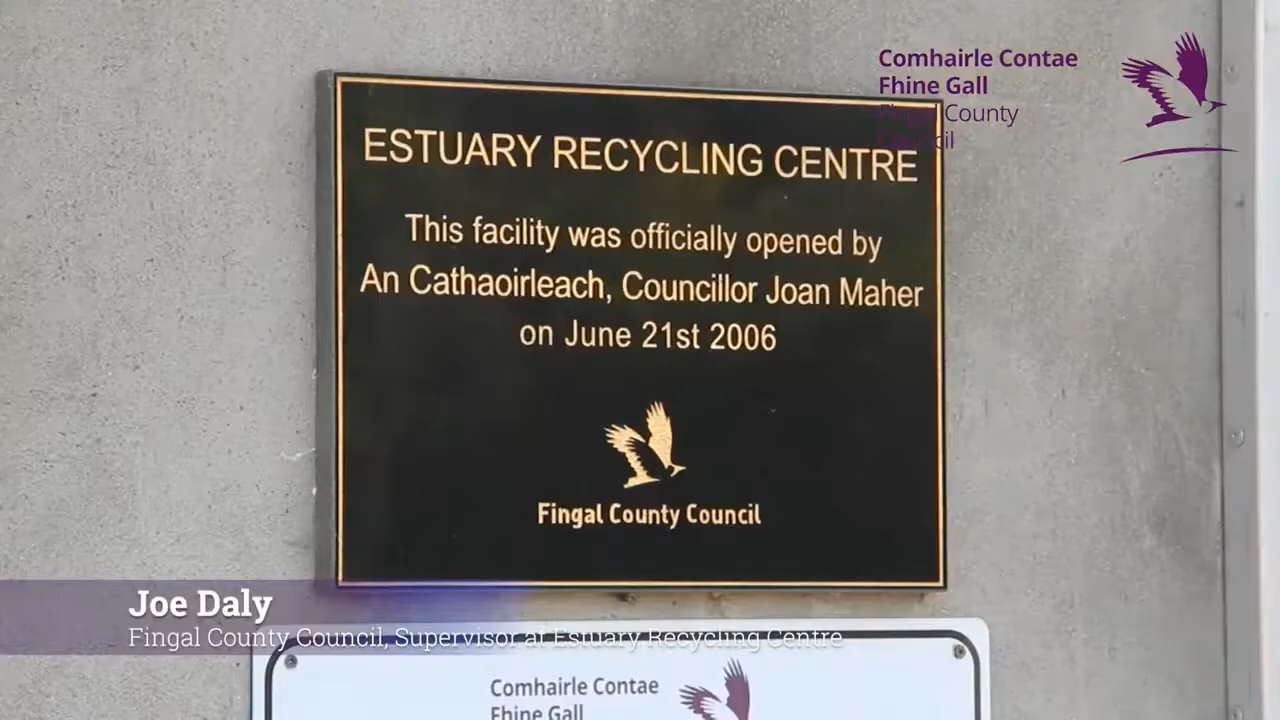 Comhairle Contae
Fhine Gall
Fingal County
Council
ESTUARY RECYCLING CENTRE
This facility was officially opened by
An Cathaoirleach, Councillor Joan Maher
on June 21st 2006
Fingal County Council
Joe Daly
Fingal County Council, Supervisor at Estuary Recycling Centre
Comhairle Contae
Fhine Gall